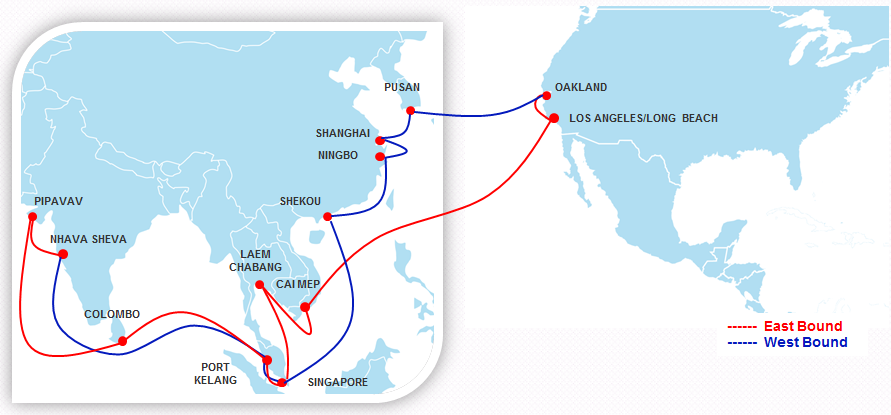 PUSAN
OAKLAND
LOS ANGELES/LONG BEACH
SHANGHAI
NINGBO
PIPAVAV
SHEKOU
NHAVA SHEVA
LAEM
CHABANG
CAI MEP
COLOMBO
PORT
KELANG
SINGAPORE
------ East Bound
------ West Bound